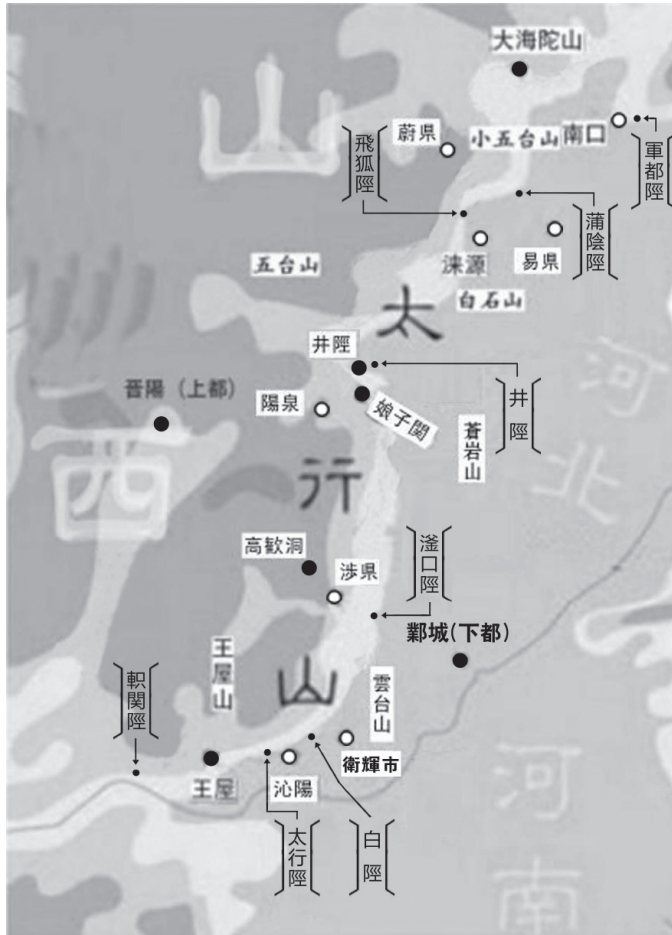 大海陀山
山
蔚県
小五台山
南口
〔軍都陘〕
〔飛狐陘〕
〔蒲陰陘〕
淶源
易県
五台山
白石山
太
井陘
〔井陘〕
晋陽（上都）
陽泉
娘子関
蒼岩山
河北
西
行
高歓洞
渉県
〔滏口陘〕
鄴城(下都)
王屋山
山
雲台山
〔軹関陘〕
衛輝市
王屋
沁陽
〔太行陘〕
〔白陘〕
河南